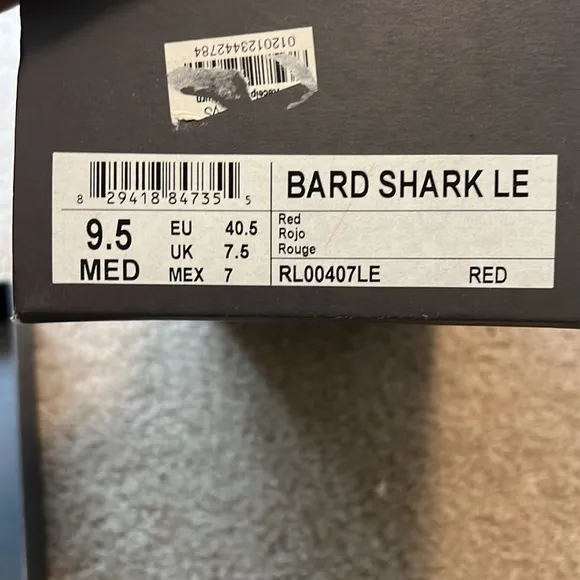 0120123442784
8 29418 84735 5
BARD SHARK LE
9.5
MED
EU 40.5
UK 7.5
MEX 7
Red
Rojo
Rouge
RL00407LE RED